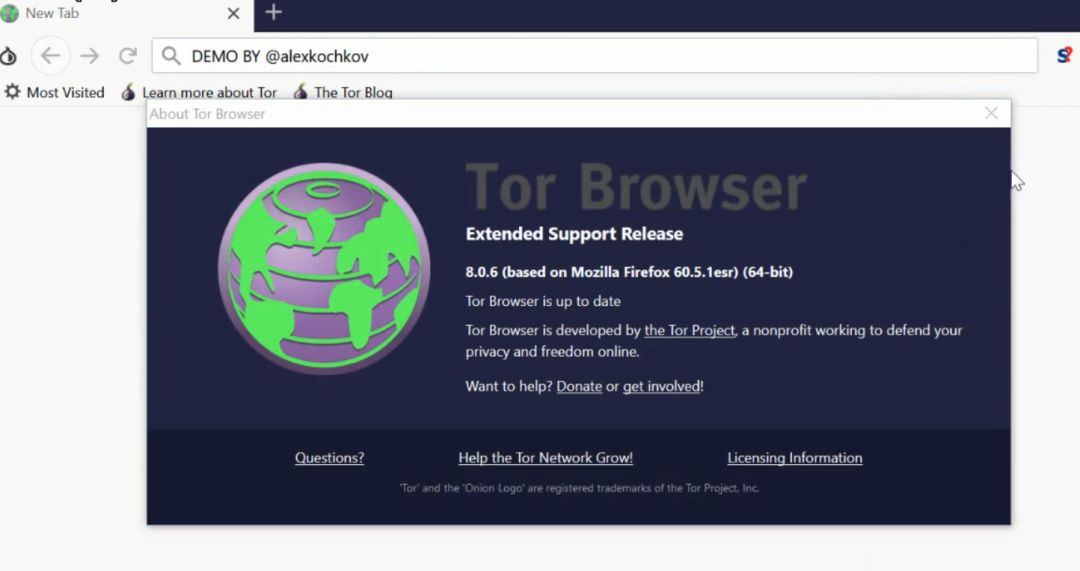 New Tab
DEMO BY @alexkochkov
Most Visited Learn more about Tor The Tor Blog
About Tor Browser
Tor Browser
Extended Support Release
8.0.6 (based on Mozilla Firefox 60.5.1esr) (64-bit)
Tor Browser is up to date
Tor Browser is developed by the Tor Project, a nonprofit working to defend your
privacy and freedom online.
Want to help? Donate or get involved!
Questions? Help the Tor Network Grow! Licensing Information
'Tor' and the 'Onion Logo' are registered trademarks of the Tor Project, Inc.